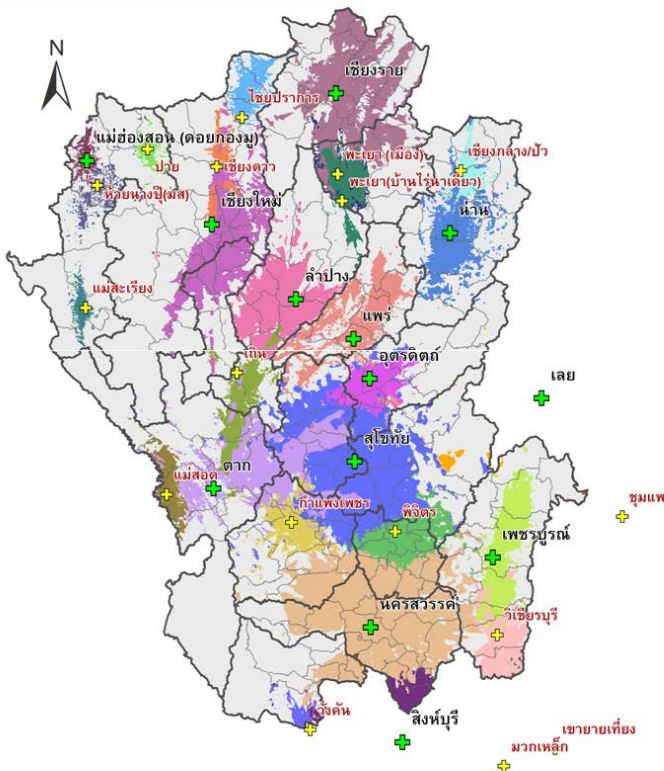 N
เชียงราย
ไชยปราการ
แม่ฮ่องสอน (ดอยกองมู)
ปาย
เชียงดาว
พะเยา (เมือง)
เชียงกลาง/ปัว
ห้วยนางปู(มส)
พะเยา(บ้านไร่นาเดียว)
เชียงใหม่
น่าน
แม่สะเรียง
ลำปาง
แพร่
เถิน
อุตรดิตถ์
เลย
สุโขทัย
ตาก
แม่สอด
กำแพงเพชร
พิจิตร
ชุมแพ
เพชรบูรณ์
นครสวรรค์
วิเชียรบุรี
วังคัน
สิงห์บุรี
เขายายเที่ยง
มวกเหล็ก